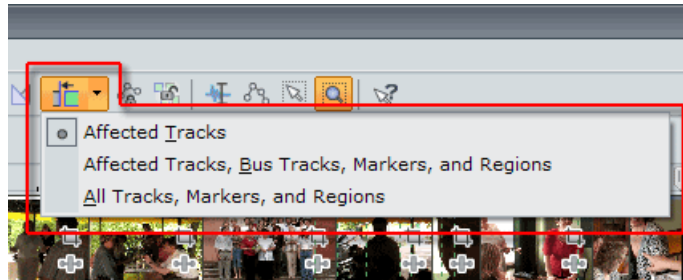 Affected Tracks
Affected Tracks, Bus Tracks, Markers, and Regions
All Tracks, Markers, and Regions